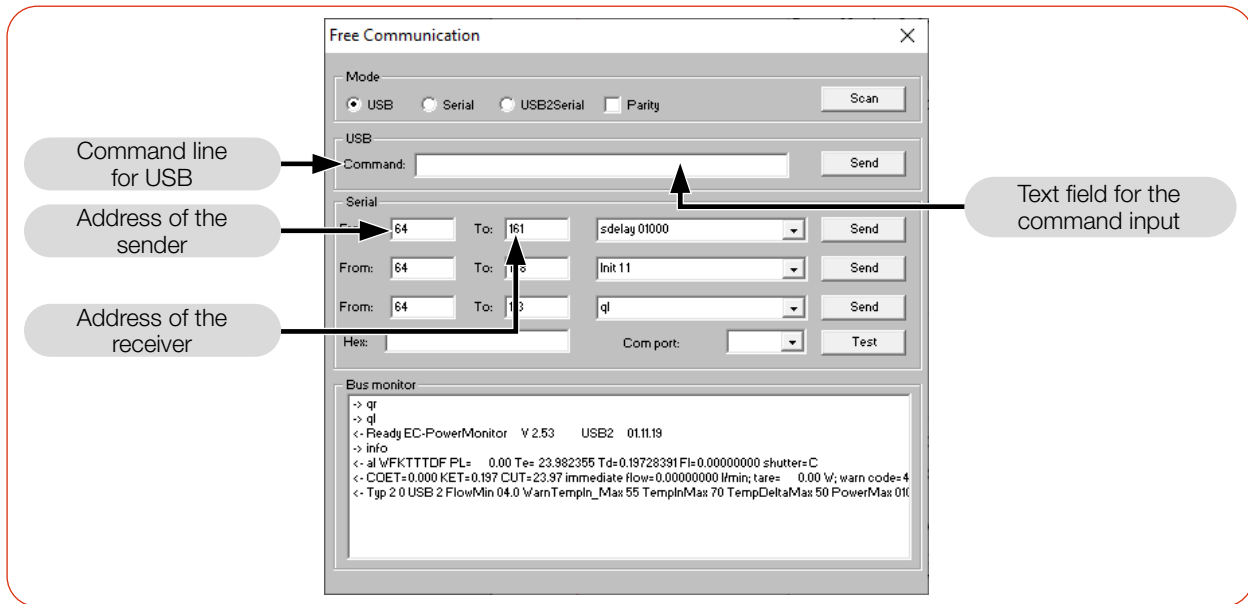 Free Communication
Mode
USB Serial USB2Serial Parity Scan
USB
Command line
for USB
Command: Send
Text field for the
command input
Serial
Address of the
sender
64 To: 161 sdelay 01000 Send
From: 64 To: Init 11 Send
From: 64 To: ql Send
Address of the
receiver
Hex: Com port: Test
Bus monitor
-> qr
-> ql
<- Ready EC-PowerMonitor V 2.53 USB2 01.11.19
-> info
<- al WFKTTTDF PL= 0.00 Te= 23.982355 Td=0.19728391 Fl=0.00000000 shutter=C
<- COET=0.000 KET=0.197 CUT=23.97 immediate flow=0.00000000 l/min; tare= 0.00 W; warn code=4
<- Typ 2 0 USB 2 FlowMin 04.0 WarnTempIn_Max 55 TempInMax 70 TempDeltaMax 50 PowerMax